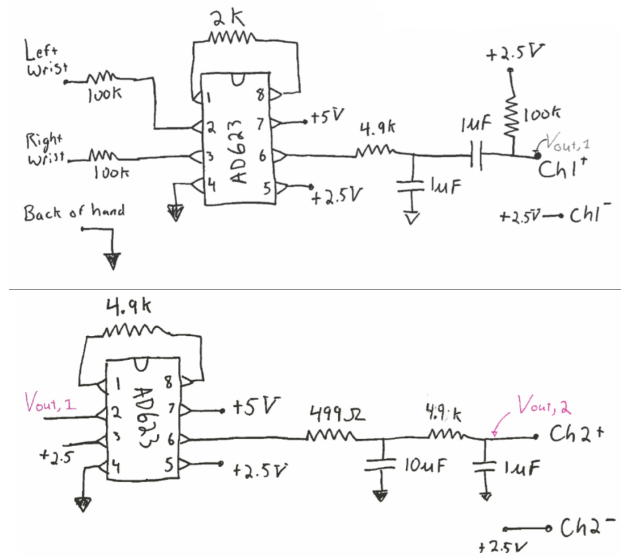 2K
Left
Wrist
100K
1
8
2
7
+5V
3
6
4
5
AD623
+2.5V
Right
Wrist
100K
Back of hand
4.9K
1uF
1uF
+2.5V
100K
Vout,1
Ch1+
+2.5V
Ch1-
4.9K
1
8
2
7
+5V
3
6
4
5
AD623
+2.5V
Vout,1
+2.5
499Ω
10uF
4.9k
1uF
Vout,2
Ch2+
+2.5V
Ch2-